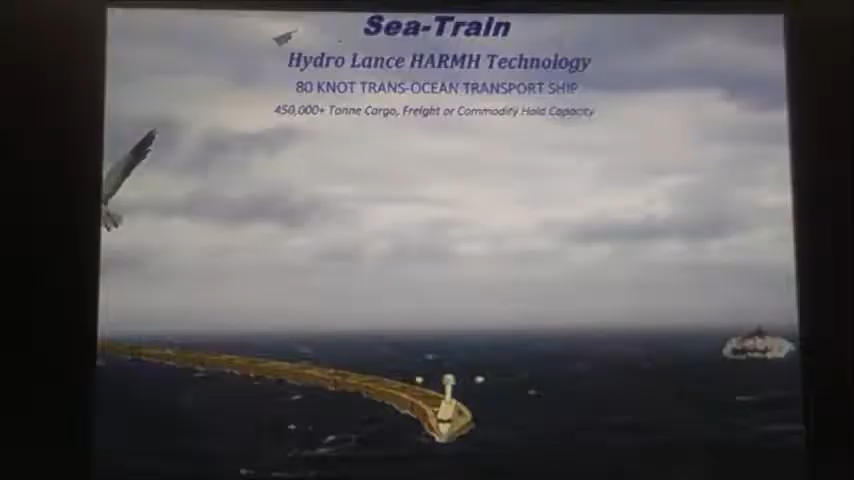 Sea-Train
Hydro Lance HARMH Technology
80 KNOT TRANS-OCEAN TRANSPORT SHIP
450,000+ Tonne Cargo, Freight or Commodity Hold Capacity